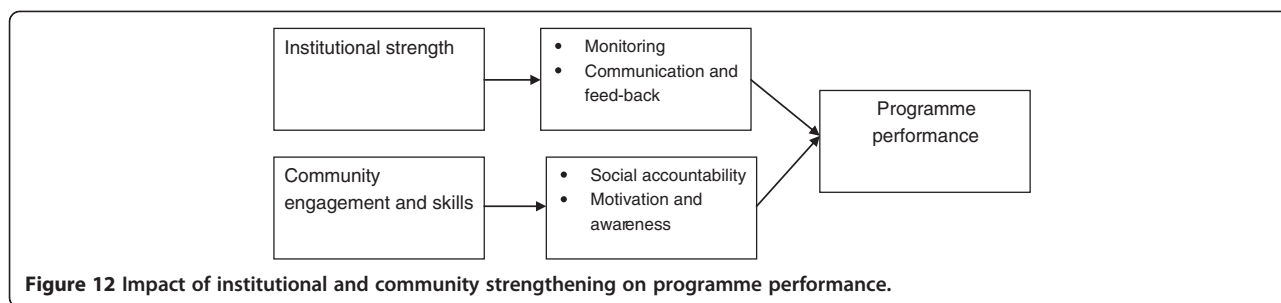 Institutional strength
• Monitoring
• Communication and
feed-back
Programme
performance
Community
engagement and skills
• Social accountability
• Motivation and
awareness
Figure 12 Impact of institutional and community strengthening on programme performance.